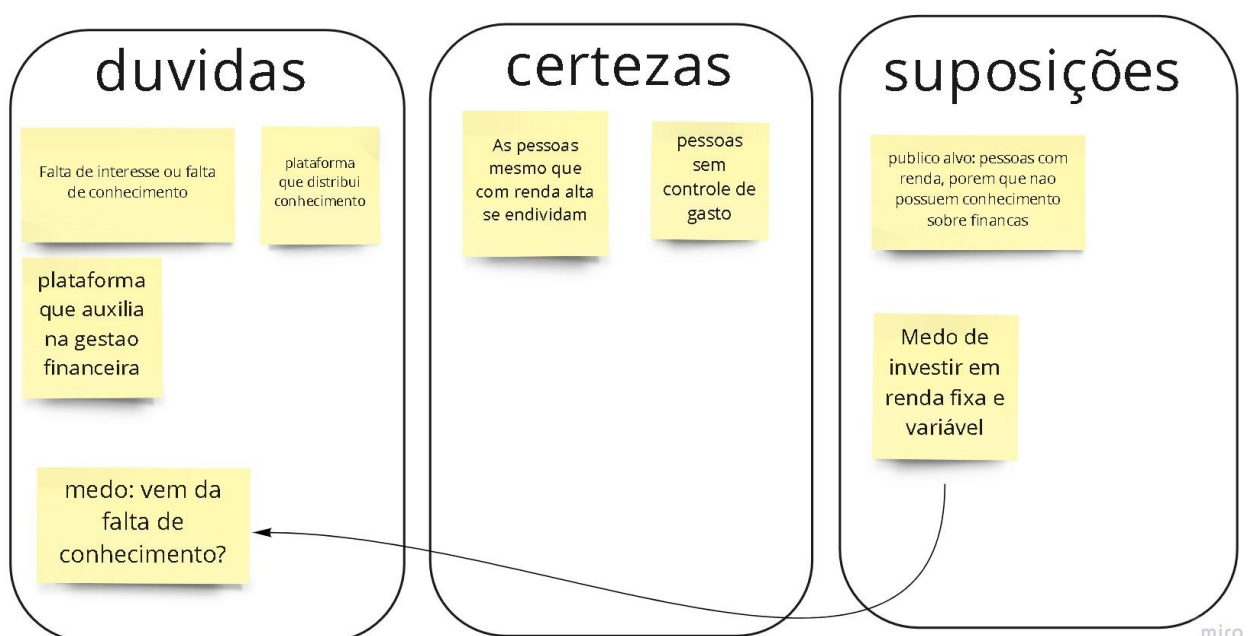 duvidas
Falta de interesse ou falta
de conhecimento
plataforma
que distribui
conhecimento
plataforma
que auxilia
na gestao
financeira
medo: vem da
falta de
conhecimento?
certezas
As pessoas
mesmo que
com renda alta
se endividam
pessoas
sem
controle de
gasto
suposições
publico alvo: pessoas com
renda, porem que nao
possuem conhecimento
sobre financas
Medo de
investir em
renda fixa e
variável
miro